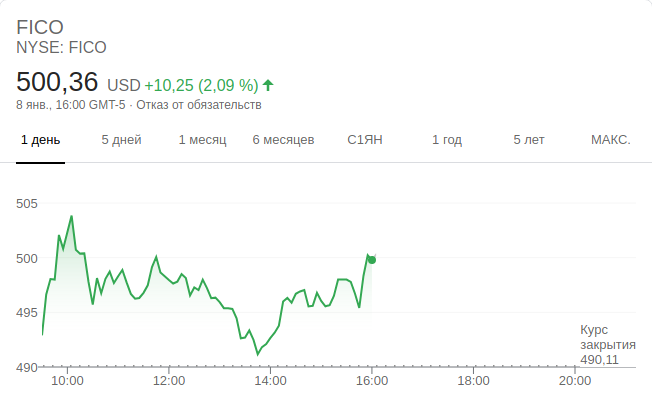 FICO
NYSE: FICO
500,36 USD +10,25 (2,09 %)
8 янв., 16:00 GMT-5 · Отказ от обязательств
1 день 5 дней 1 месяц 6 месяцев С1ЯН 1 год 5 лет МАКС.
505
500
495
490
Курс
закрытия
490,11
10:00 12:00 14:00 16:00 18:00 20:00